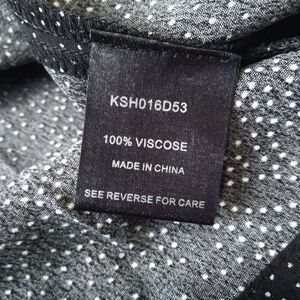 KSH016D53
100% VISCOSE
MADE IN CHINA
SEE REVERSE FOR CARE